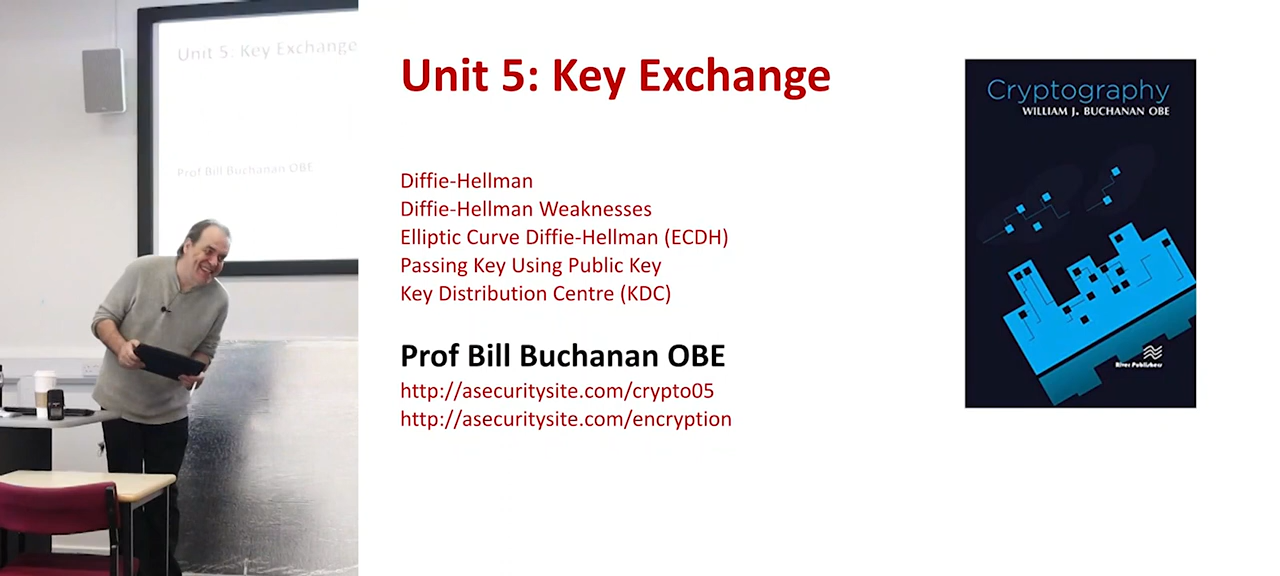 Unit 5: Key Exchange
Prof Bill Buchanan OBE
Unit 5: Key Exchange
Diffie-Hellman
Diffie-Hellman Weaknesses
Elliptic Curve Diffie-Hellman (ECDH)
Passing Key Using Public Key
Key Distribution Centre (KDC)
Prof Bill Buchanan OBE
http://asecuritysite.com/crypto05
http://asecuritysite.com/encryption
Cryptography
WILLIAM J. BUCHANAN OBE
River Publishers